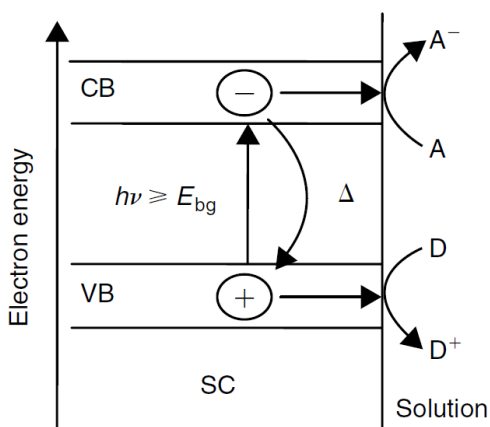 A⁻
CB
−
A
Electron energy
hν ⩾ E_bg
Δ
D
VB
+
D⁺
SC
Solution